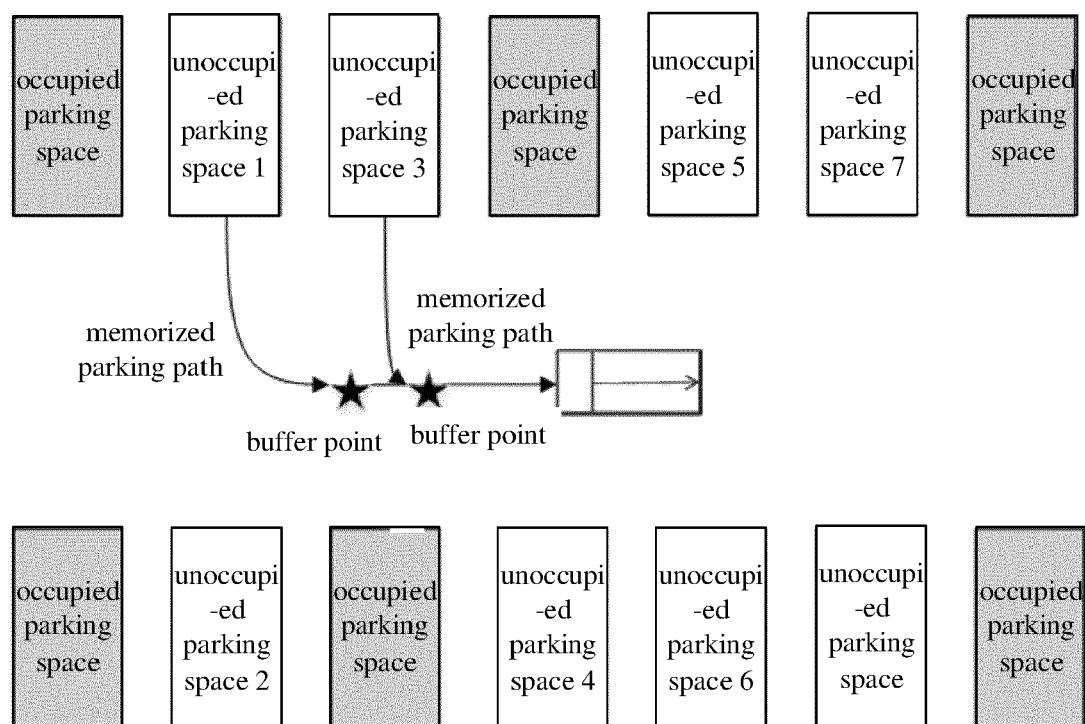 occupied
parking
space
unoccupi
-ed
parking
space 1
unoccupi
-ed
parking
space 3
occupied
parking
space
unoccupi
-ed
parking
space 5
unoccupi
-ed
parking
space 7
occupied
parking
space
memorized
parking path
memorized
parking path
buffer point
buffer point
occupied
parking
space
unoccupi
-ed
parking
space 2
occupied
parking
space
unoccupi
-ed
parking
space 4
unoccupi
-ed
parking
space 6
unoccupi
-ed
parking
space
occupied
parking
space